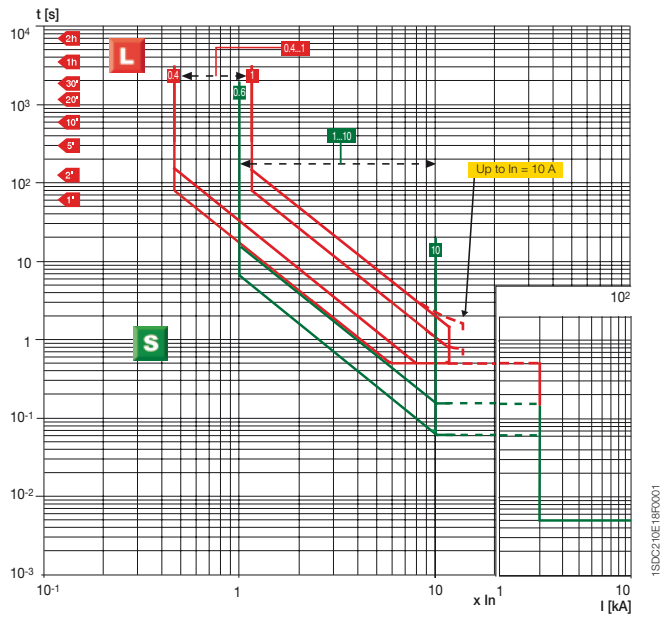 t [s]
10⁴
2h
1h
30'
20'
10'
5'
2'
1'
L
0.4...1
0.4
1
0.6
1...10
Up to In = 10 A
10³
10²
10
10
10²
1
S
10⁻¹
10⁻²
10⁻³
10⁻¹
1
10
x In
1
10
I [kA]
1SDC210E18F0001